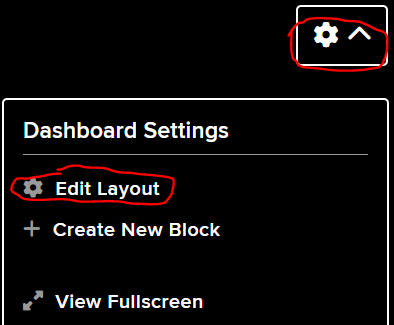 Dashboard Settings
Edit Layout
Create New Block
View Fullscreen